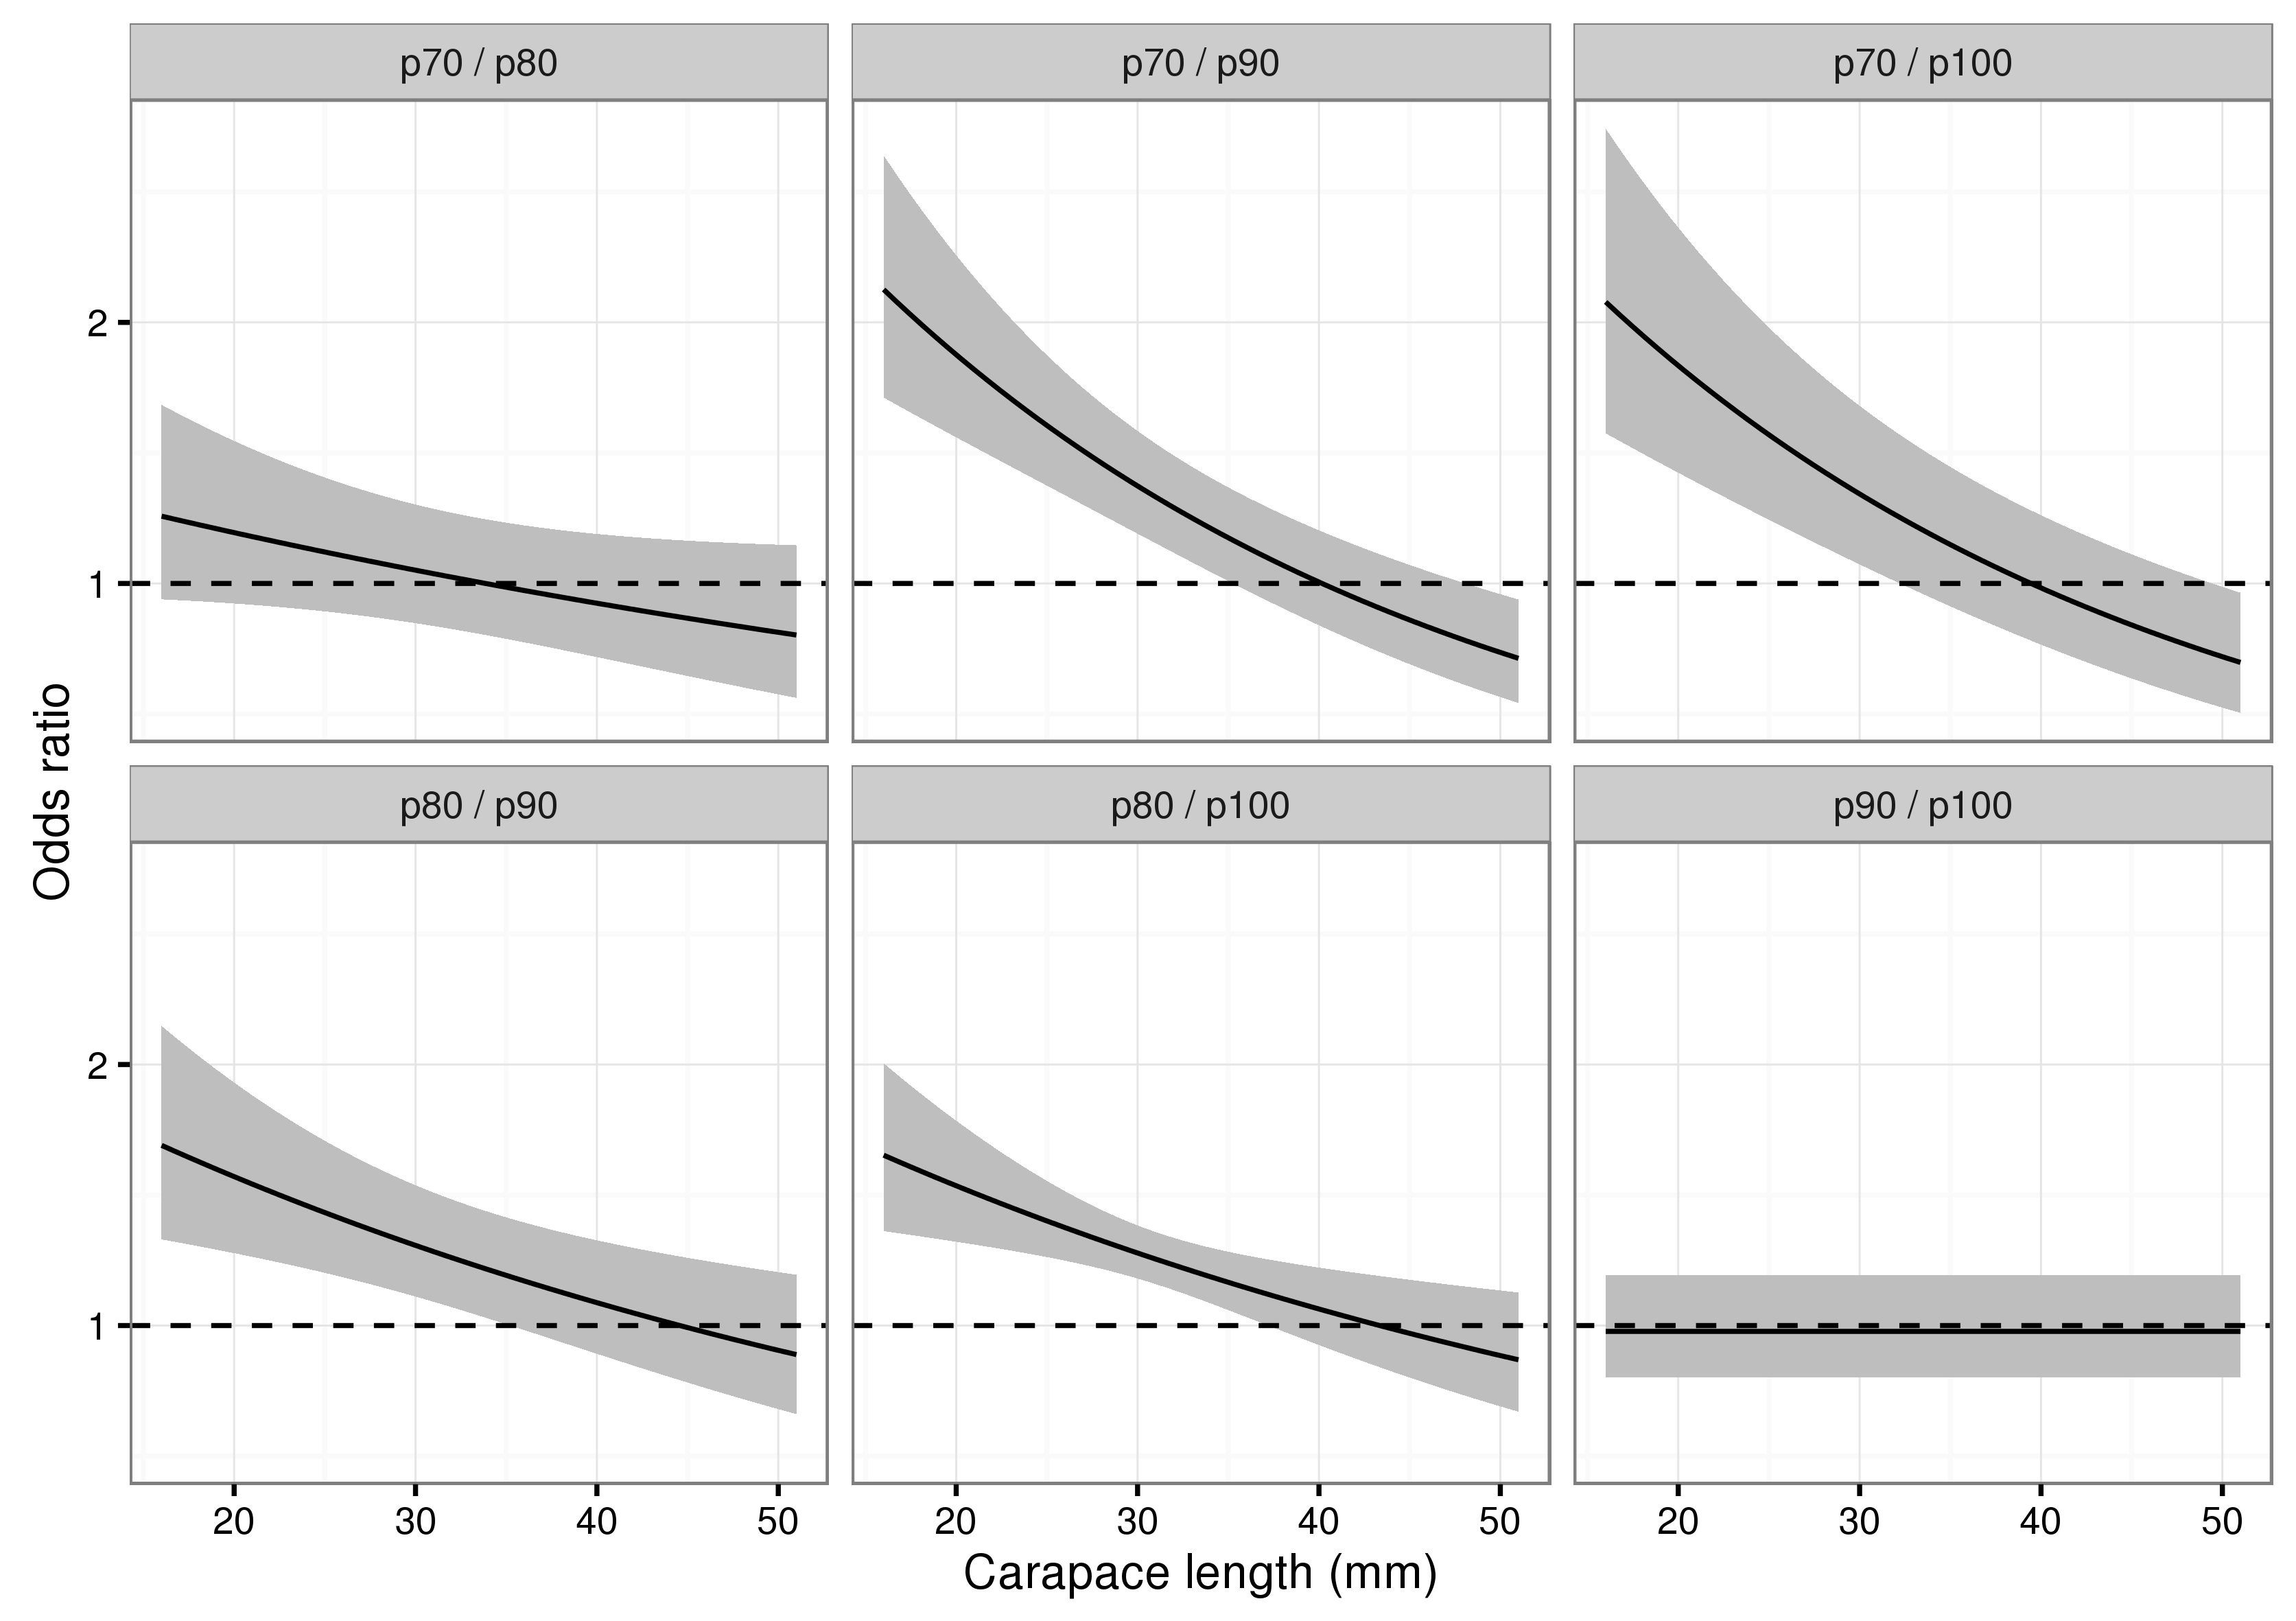 p70 / p80
p70 / p90
p70 / p100
2
1
Odds ratio
p80 / p90
p80 / p100
p90 / p100
2
1
20 30 40 50
20 30 40 50
20 30 40 50
Carapace length (mm)